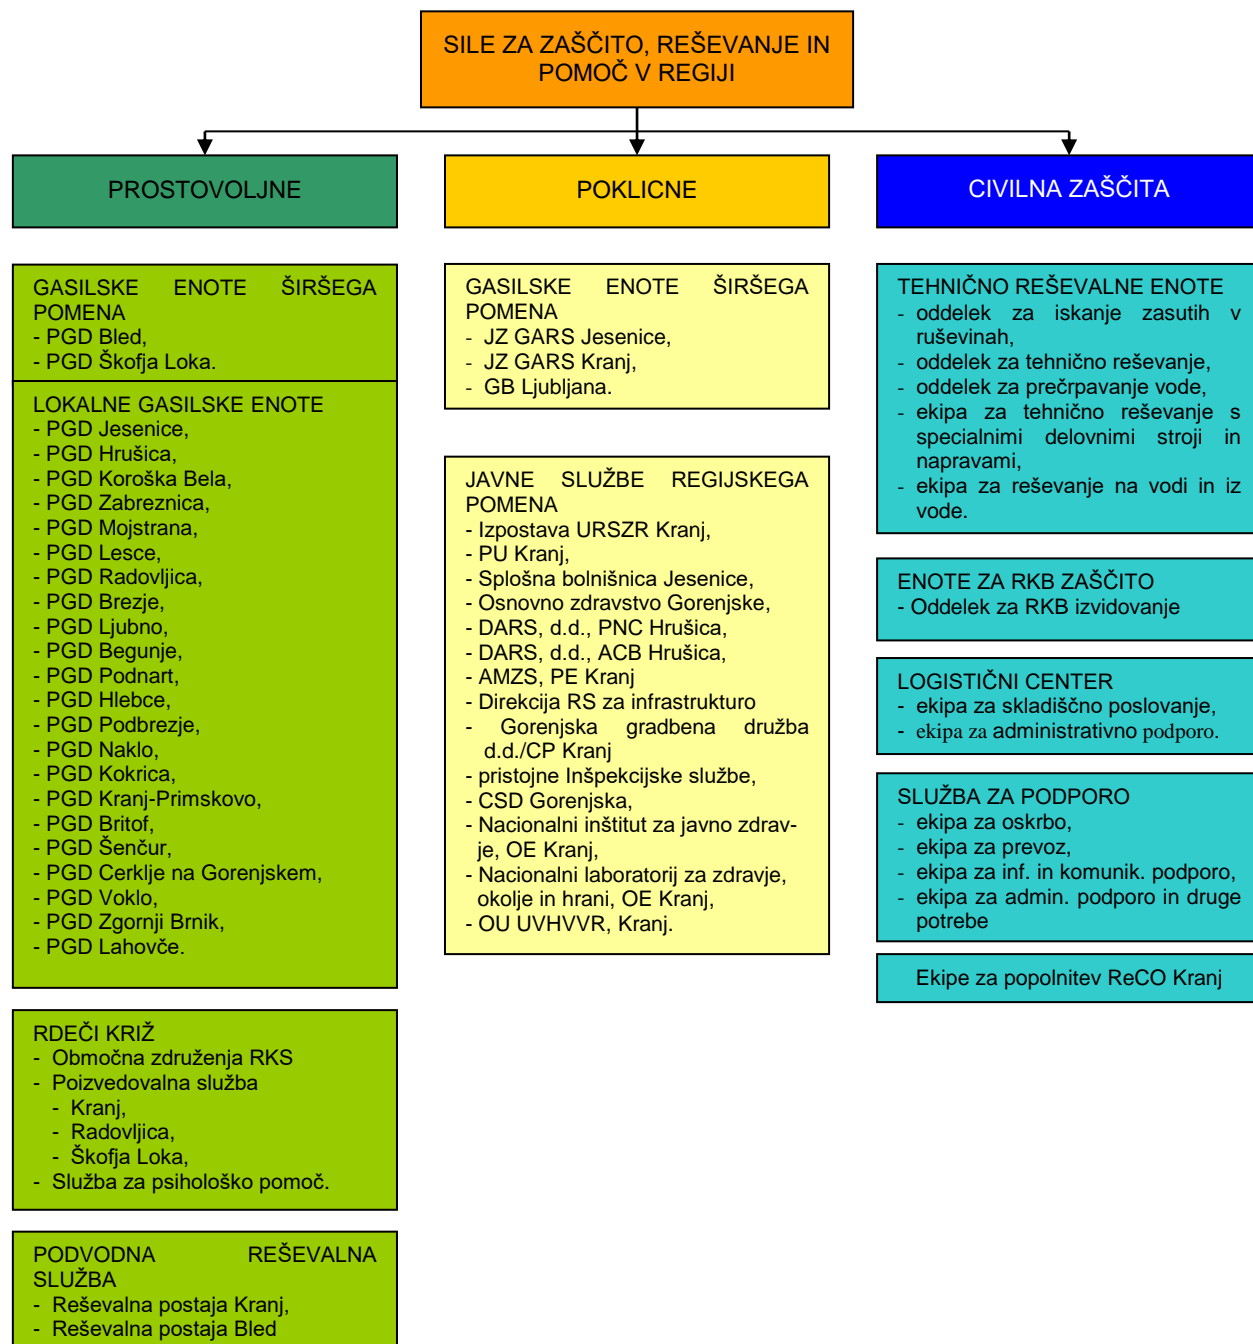 SILE ZA ZAŠČITO, REŠEVANJE IN
POMOČ V REGIJI
PROSTOVOLJNE
POKLICNE
CIVILNA ZAŠČITA
GASILSKE ENOTE ŠIRŠEGA
POMENA
- PGD Bled,
- PGD Škofja Loka.
LOKALNE GASILSKE ENOTE
- PGD Jesenice,
- PGD Hrušica,
- PGD Koroška Bela,
- PGD Zabreznica,
- PGD Mojstrana,
- PGD Lesce,
- PGD Radovljica,
- PGD Brezje,
- PGD Ljubno,
- PGD Begunje,
- PGD Podnart,
- PGD Hlebce,
- PGD Podbrezje,
- PGD Naklo,
- PGD Kokrica,
- PGD Kranj-Primskovo,
- PGD Britof,
- PGD Šenčur,
- PGD Cerklje na Gorenjskem,
- PGD Voklo,
- PGD Zgornji Brnik,
- PGD Lahovče.
RDEČI KRIŽ
- Območna združenja RKS
- Poizvedovalna služba
- Kranj,
- Radovljica,
- Škofja Loka,
- Služba za psihološko pomoč.
PODVODNA REŠEVALNA
SLUŽBA
- Reševalna postaja Kranj,
- Reševalna postaja Bled
GASILSKE ENOTE ŠIRŠEGA
POMENA
- JZ GARS Jesenice,
- JZ GARS Kranj,
- GB Ljubljana.
JAVNE SLUŽBE REGIJSKEGA
POMENA
- Izpostava URSZR Kranj,
- PU Kranj,
- Splošna bolnišnica Jesenice,
- Osnovno zdravstvo Gorenjske,
- DARS, d.d., PNC Hrušica,
- DARS, d.d., ACB Hrušica,
- AMZS, PE Kranj
- Direkcija RS za infrastrukturo
- Gorenjska gradbena družba
d.d./CP Kranj
- pristojne Inšpekcijske službe,
- CSD Gorenjska,
- Nacionalni inštitut za javno zdrav-
je, OE Kranj,
- Nacionalni laboratorij za zdravje,
okolje in hrani, OE Kranj,
- OU UVHVVR, Kranj.
TEHNIČNO REŠEVALNE ENOTE
- oddelek za iskanje zasutih v
ruševinah,
- oddelek za tehnično reševanje,
- oddelek za prečrpavanje vode,
- ekipa za tehnično reševanje s
specialnimi delovnimi stroji in
napravami,
- ekipa za reševanje na vodi in iz
vode.
ENOTE ZA RKB ZAŠČITO
- Oddelek za RKB izvidovanje
LOGISTIČNI CENTER
- ekipa za skladiščno poslovanje,
- ekipa za administrativno podporo.
SLUŽBA ZA PODPORO
- ekipa za oskrbo,
- ekipa za prevoz,
- ekipa za inf. in komunik. podporo,
- ekipa za admin. podporo in druge
potrebe
Ekipe za popolnitev ReCO Kranj